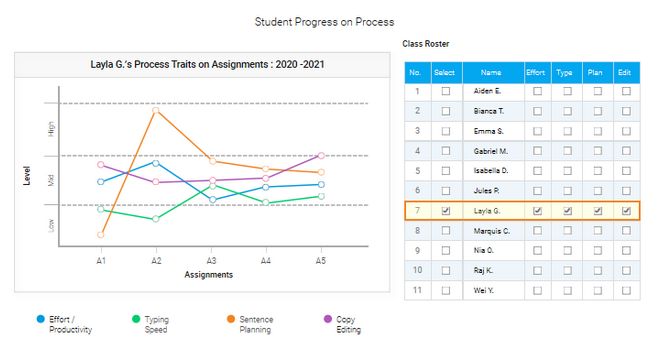 Student Progress on Process
Class Roster
Layla G.'s Process Traits on Assignments : 2020 -2021
Level
High
Mid
Low
A1 A2 A3 A4 A5
Assignments
Effort / Productivity
Typing Speed
Sentence Planning
Copy Editing
No. Select Name Effort Type Plan Edit
1 Aiden E.
2 Bianca T.
3 Emma S.
4 Gabriel M.
5 Isabella D.
6 Jules P.
7 Layla G.
8 Marquis C.
9 Nia O.
10 Raj K.
11 Wei Y.